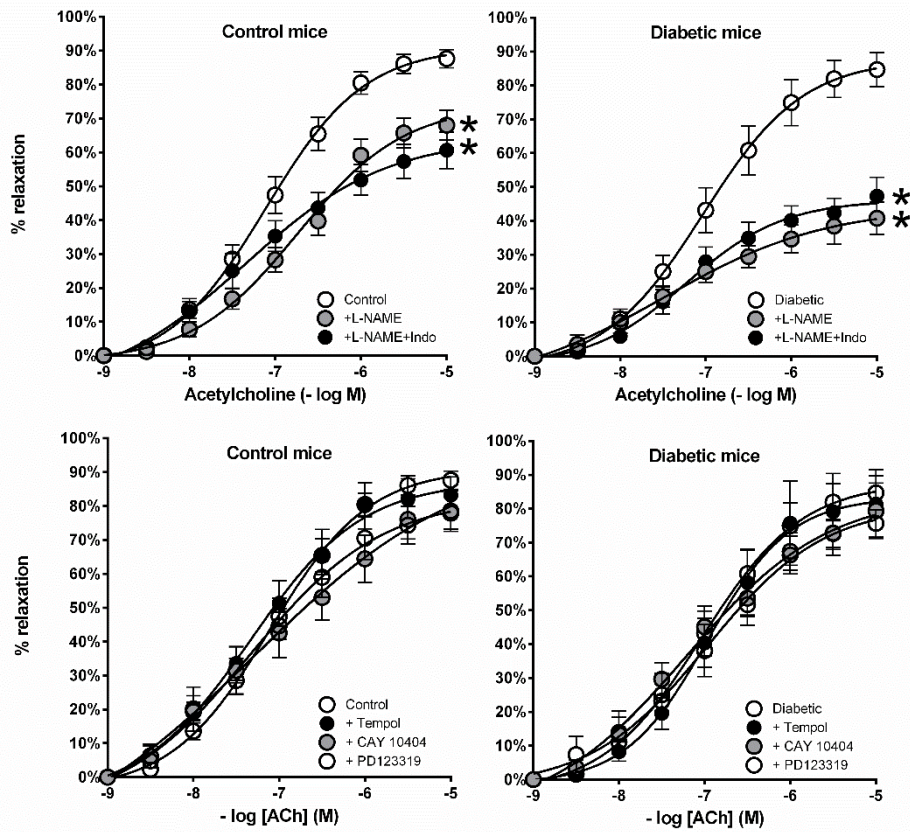 Control mice
100%
90%
80%
70%
60%
50%
40%
30%
20%
10%
0%
% relaxation
*
*
Control
+L-NAME
+L-NAME+Indo
-9
-8
-7
-6
-5
Acetylcholine (- log M)
Diabetic mice
100%
90%
80%
70%
60%
50%
40%
30%
20%
10%
0%
*
*
Diabetic
+L-NAME
+L-NAME+Indo
-9
-8
-7
-6
-5
Acetylcholine (- log M)
Control mice
100%
90%
80%
70%
60%
50%
40%
30%
20%
10%
0%
% relaxation
Control
+ Tempol
+ CAY 10404
+ PD123319
-9
-8
-7
-6
-5
- log [ACh] (M)
Diabetic mice
100%
90%
80%
70%
60%
50%
40%
30%
20%
10%
0%
Diabetic
+ Tempol
+ CAY 10404
+ PD123319
-9
-8
-7
-6
-5
- log [ACh] (M)